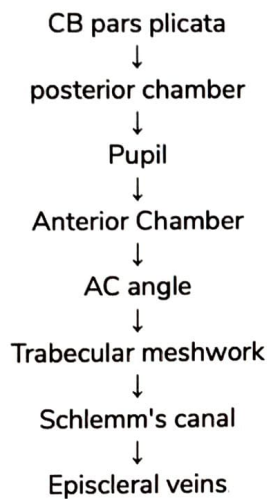 CB pars plicata
↓
posterior chamber
↓
Pupil
↓
Anterior Chamber
↓
AC angle
↓
Trabecular meshwork
↓
Schlemm's canal
↓
Episcleral veins